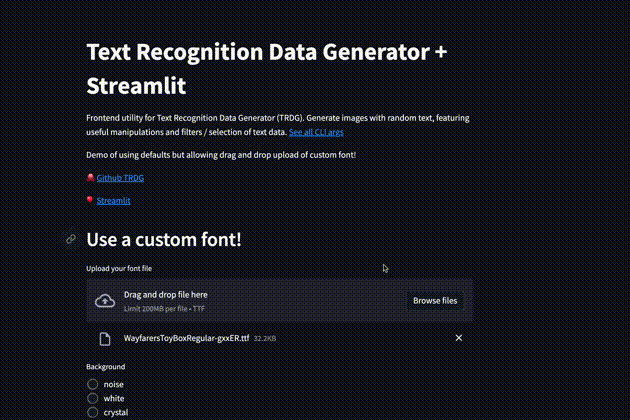 Text Recognition Data Generator +
Streamlit
Frontend utility for Text Recognition Data Generator (TRDG). Generate images with random text, featuring
useful manipulations and filters / selection of text data. See all CLI args
Demo of using defaults but allowing drag and drop upload of custom font!
Github TRDG
Streamlit
Use a custom font!
Upload your font file
Drag and drop file here
Limit 200MB per file • TTF
Browse files
WayfarersToyBoxRegular-gxxER.ttf 32.2KB
Background
noise
white
crystal